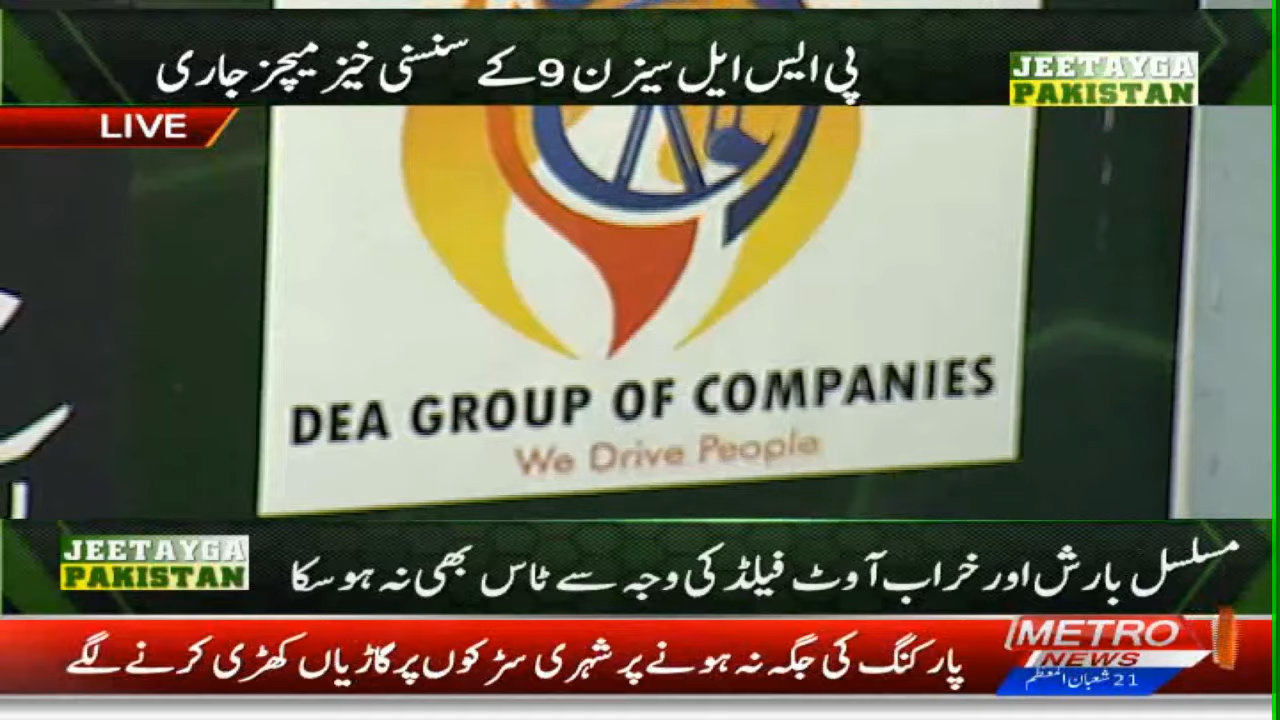 پی ایس ایل سیزن 9 کے سنسنی خیز میچز جاری
JEETAYGA
PAKISTAN
LIVE
DEA GROUP OF COMPANIES
We Drive People
JEETAYGA
PAKISTAN
مسلسل بارش اور خراب آوٹ فیلڈ کی وجہ سے ٹاس بھی نہ ہو سکا
METRO
NEWS
21 شعبان المعظم
پارکنگ کی جگہ نہ ہونے پر شہری سڑکوں پر گاڑیاں کھڑی کرنے لگے